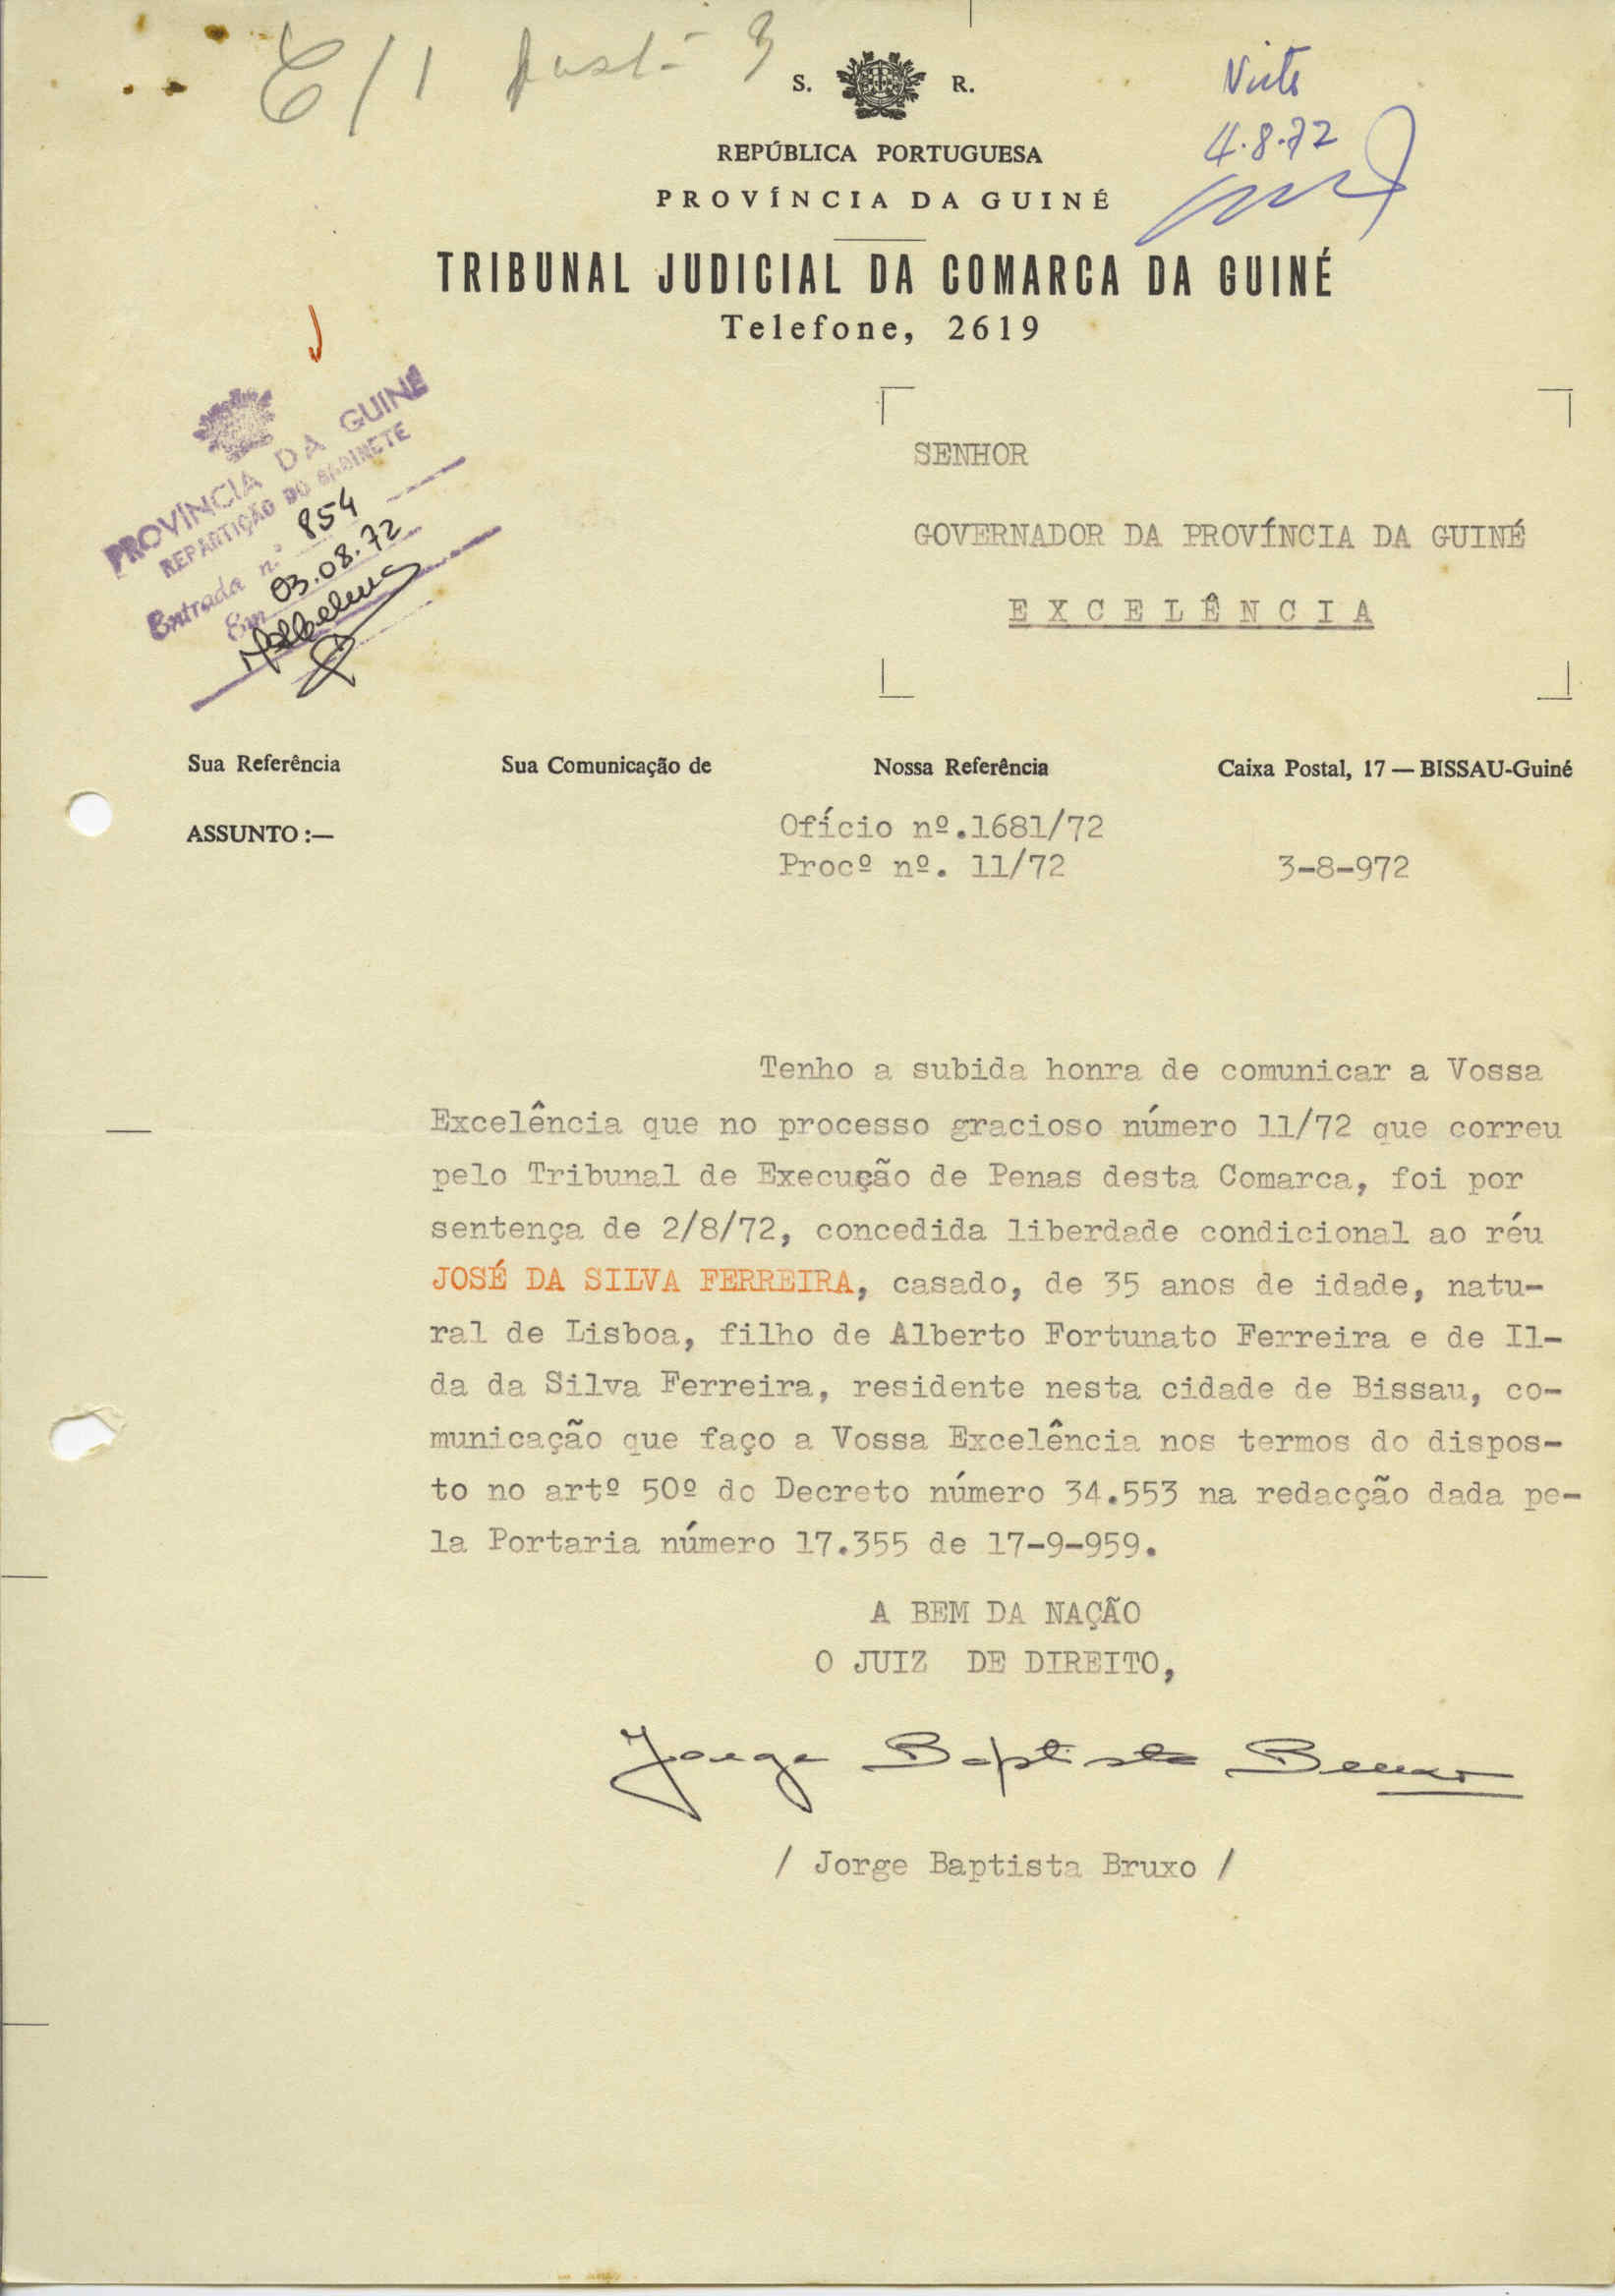 E/1 Just-3
S. R.
Visto
4.8.72
REPÚBLICA PORTUGUESA
PROVÍNCIA DA GUINÉ
TRIBUNAL JUDICIAL DA COMARCA DA GUINÉ
Telefone, 2619
PROVÍNCIA DA GUINÉ
REPARTIÇÃO DO GABINETE
Entrada n.º 854
Em 03.08.72
SENHOR
GOVERNADOR DA PROVÍNCIA DA GUINÉ
EXCELÊNCIA
Sua Referência Sua Comunicação de Nossa Referência Caixa Postal, 17 — BISSAU-Guiné
ASSUNTO :—
Ofício nº.1681/72
Procº nº. 11/72 3-8-972
Tenho a subida honra de comunicar a Vossa
Excelência que no processo gracioso número 11/72 que correu
pelo Tribunal de Execução de Penas desta Comarca, foi por
sentença de 2/8/72, concedida liberdade condicional ao réu
JOSÉ DA SILVA FERREIRA, casado, de 35 anos de idade, natu-
ral de Lisboa, filho de Alberto Fortunato Ferreira e de Il-
da da Silva Ferreira, residente nesta cidade de Bissau, co-
municação que faço a Vossa Excelência nos termos do dispos-
to no artº 50º do Decreto número 34.553 na redacção dada pe-
la Portaria número 17.355 de 17-9-959.
A BEM DA NAÇÃO
O JUIZ DE DIREITO,
Jorge Baptista Bruxo
/ Jorge Baptista Bruxo /